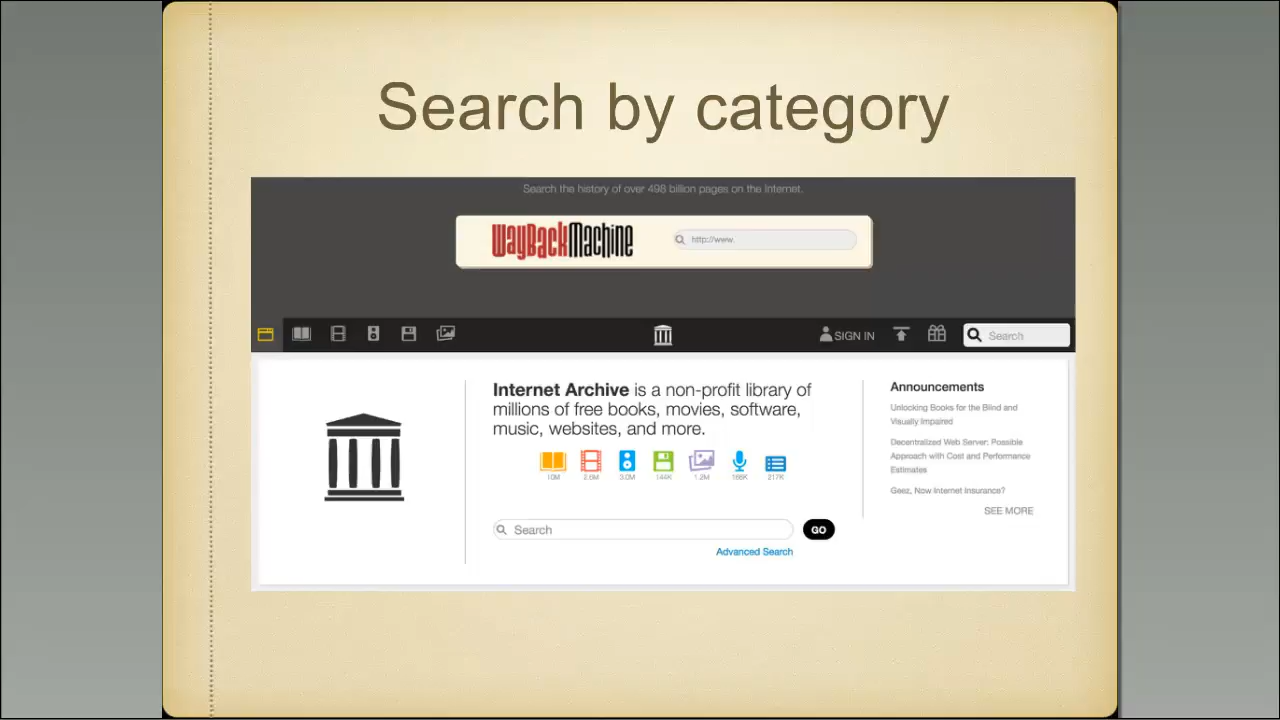 Search by category
Search the history of over 498 billion pages on the Internet.
WayBackMachine
http://www.
SIGN IN
Search
Internet Archive is a non-profit library of
millions of free books, movies, software,
music, websites, and more.
10M 2.6M 3.0M 144K 1.2M 166K 217K
Search
GO
Advanced Search
Announcements
Unlocking Books for the Blind and
Visually Impaired
Decentralized Web Server: Possible
Approach with Cost and Performance
Estimates
Geez, Now Internet Insurance?
SEE MORE